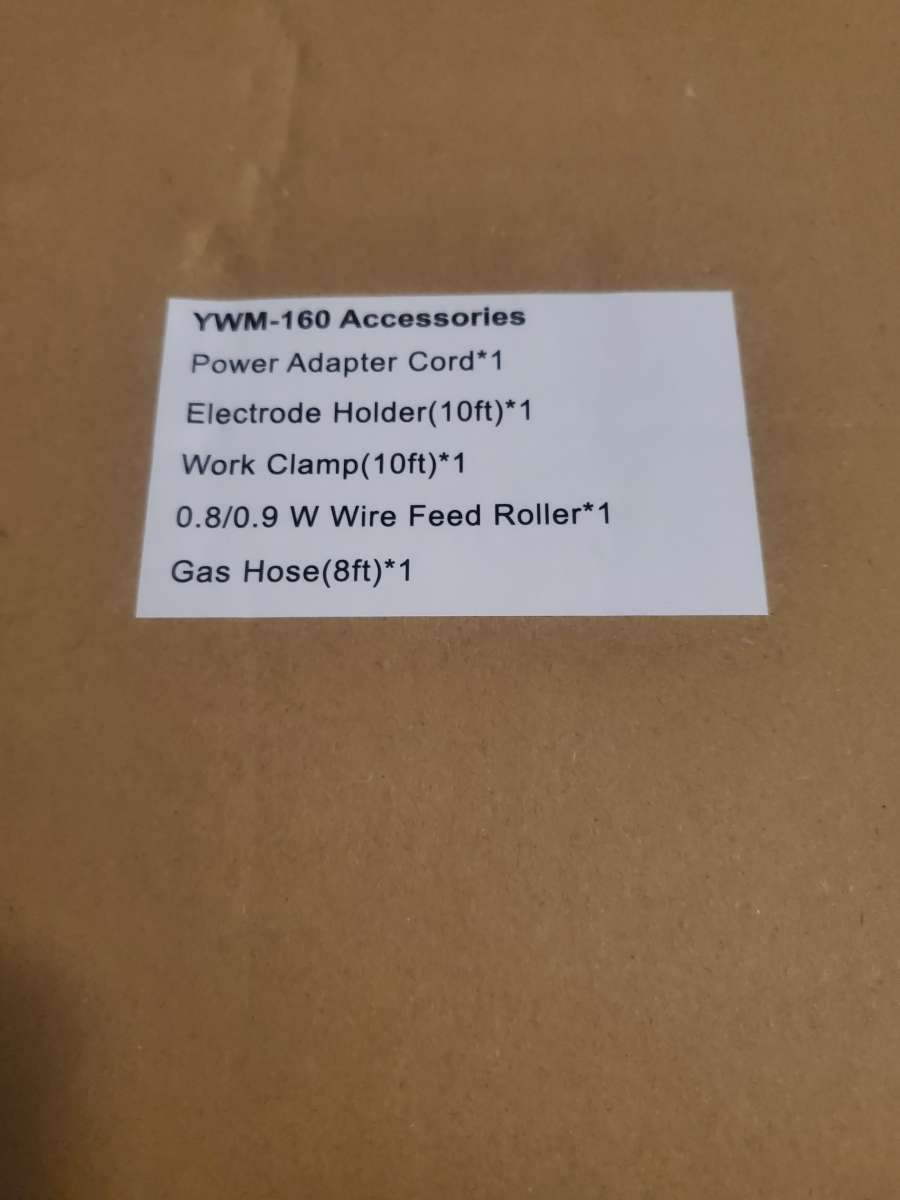 YWM-160 Accessories
Power Adapter Cord*1
Electrode Holder(10ft)*1
Work Clamp(10ft)*1
0.8/0.9 W Wire Feed Roller*1
Gas Hose(8ft)*1